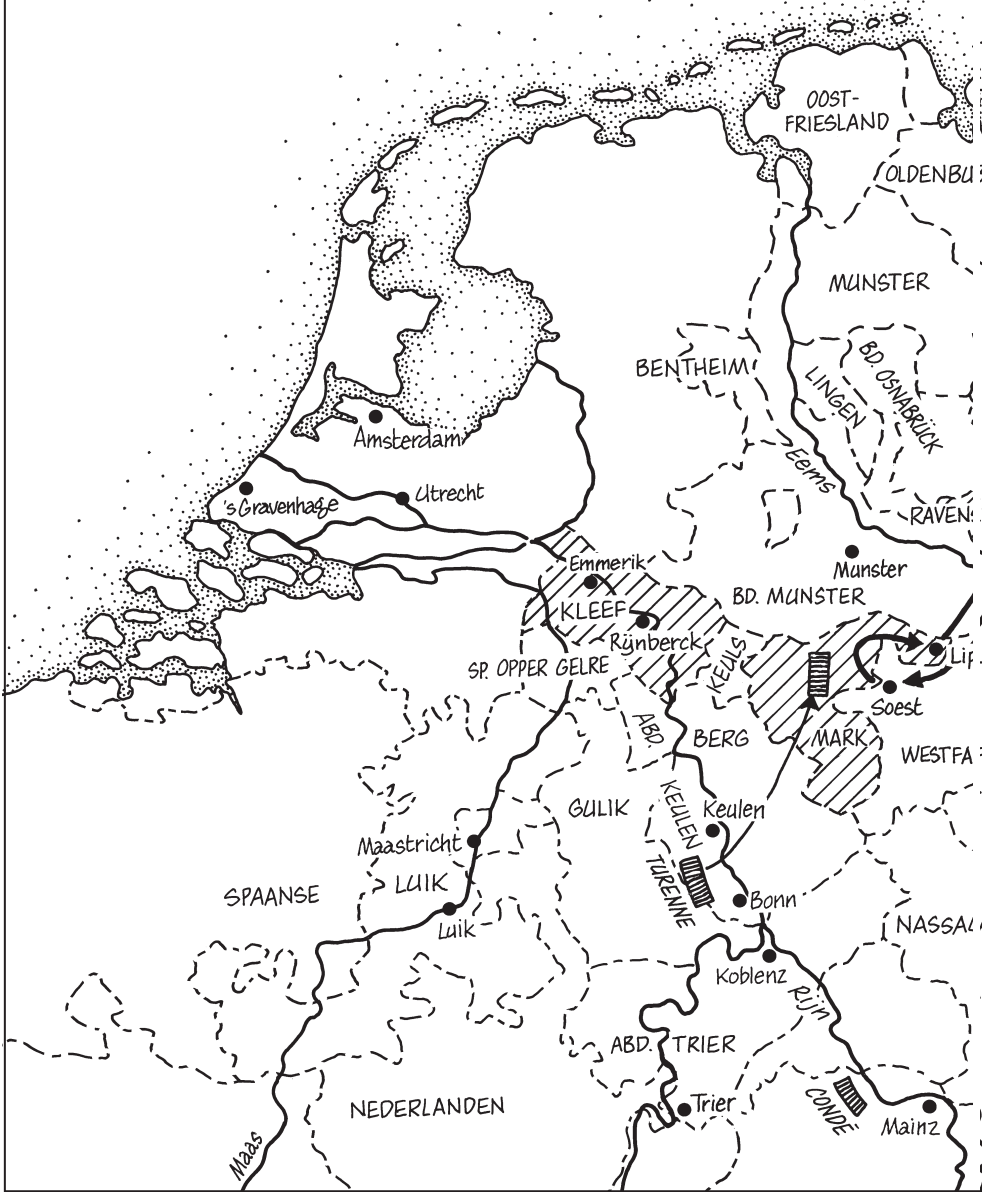 OOST-
FRIESLAND
OLDENBU
MUNSTER
BENTHEIM
LINGEN
BD. OSNABRÜCK
Amsterdam
Eems
's Gravenhage
Utrecht
RAVENS
Munster
Emmerik
BD. MUNSTER
KLEEF
Rijnberck
Lip
SP. OPPER GELRE
KEULS
Soest
ABD.
BERG
MARK
WESTFA
KEULEN
GULIK
Keulen
Maastricht
TURENNE
LUIK
SPAANSE
Bonn
Luik
NASSA
Koblenz
Rijn
ABD. TRIER
NEDERLANDEN
Trier
CONDÉ
Mainz
Maas